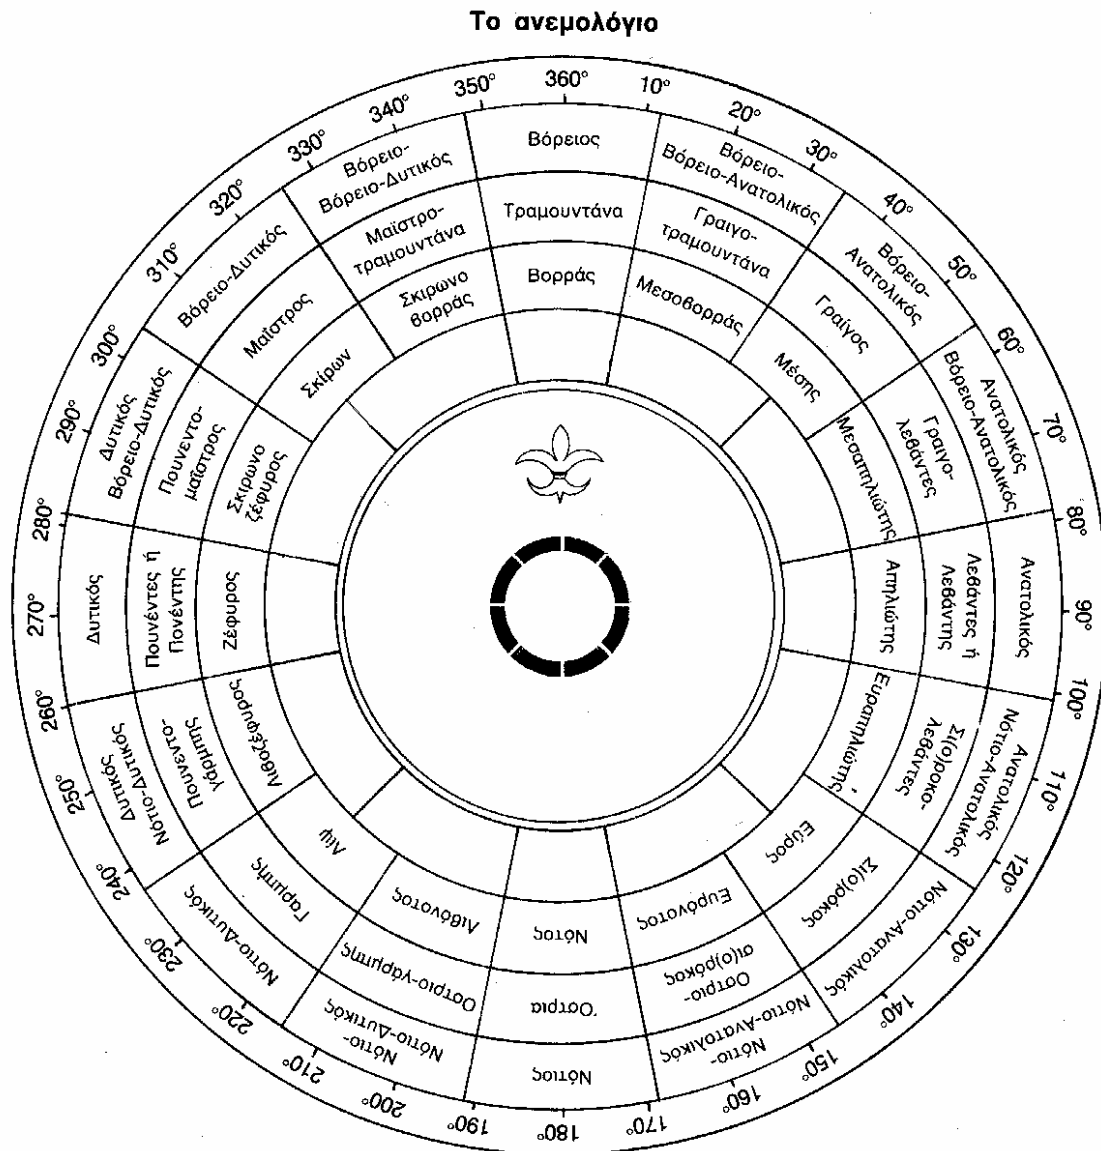 Το ανεμολόγιο
360°
10°
20°
30°
40°
50°
60°
70°
80°
90°
100°
110°
120°
130°
140°
150°
160°
170°
180°
190°
200°
210°
220°
230°
240°
250°
260°
270°
280°
290°
300°
310°
320°
330°
340°
350°
Βόρειος
Τραμουντάνα
Βορράς
Βόρειο-
Βόρειο-Ανατολικός
Γραιγο-
τραμουντάνα
Μεσοβορράς
Βόρειο-
Ανατολικός
Γραίγος
Μέσης
Ανατολικός
Βόρειο-Ανατολικός
Γραιγο-
λεβάντες
Μεσαπηλιώτης
Ανατολικός
Λεβάντες ή
Λεβάντης
Απηλιώτης
Ανατολικός
Νότιο-Ανατολικός
Σι(ο)ροκο-
λεβάντες
Ευραπηλιώτης
Νότιο-Ανατολικός
Σι(ο)ρόκος
Εύρος
Νότιο-
Νότιο-Ανατολικός
Οστριο-
σι(ο)ρόκος
Ευρόνοτος
Νότιος
Όστρια
Νότος
Νότιο-
Νότιο-Δυτικός
Οστριο-γάρμπης
Λιβόνοτος
Νότιο-Δυτικός
Γαρμπής
Λιψ
Δυτικός
Νότιο-Δυτικός
Πουνεντο-
γάρμπης
Λιβοζέφυρος
Δυτικός
Πουνέντες ή
Πονέντης
Ζέφυρος
Δυτικός
Βόρειο-Δυτικός
Πουνεντο-
μαΐστρος
Σκιρωνο
ζέφυρος
Βόρειο-Δυτικός
Μαΐστρος
Σκίρων
Βόρειο-
Βόρειο-Δυτικός
Μαΐστρο-
τραμουντάνα
Σκιρωνο
βορράς